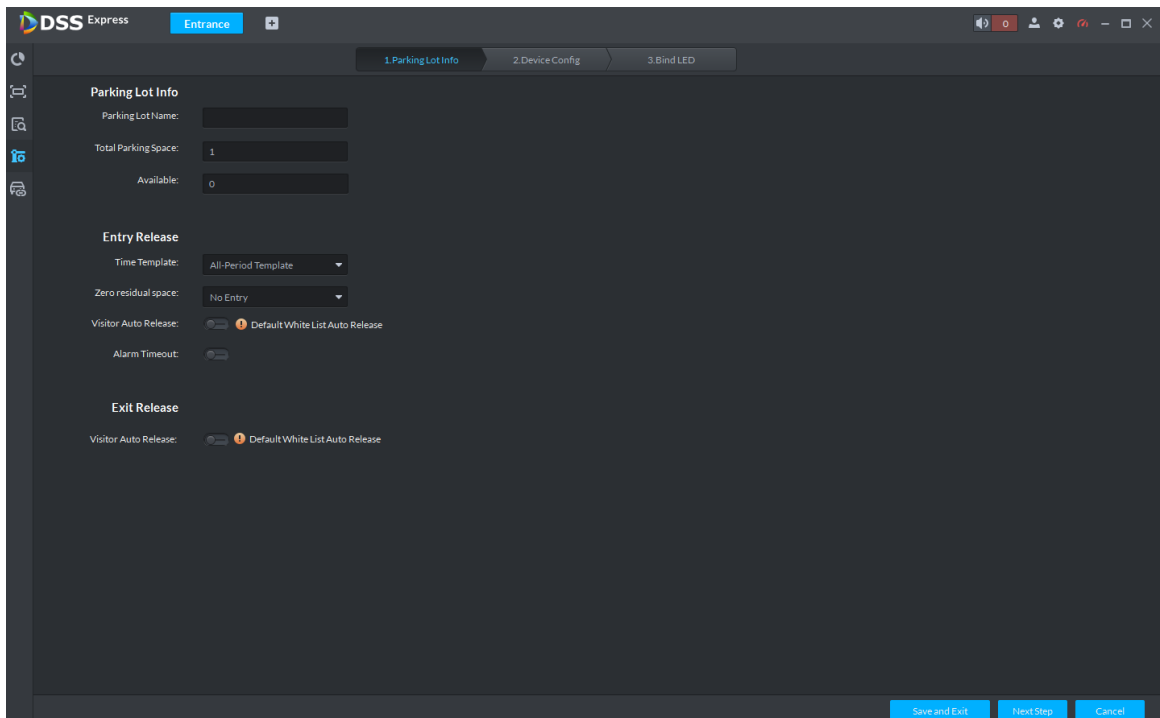 DSS Express
Entrance
0
1.Parking Lot Info
2.Device Config
3.Bind LED
Parking Lot Info
Parking Lot Name:
Total Parking Space:
1
Available:
0
Entry Release
Time Template:
All-Period Template
Zero residual space:
No Entry
Visitor Auto Release:
Default White List Auto Release
Alarm Timeout:
Exit Release
Visitor Auto Release:
Default White List Auto Release
Save and Exit
Next Step
Cancel